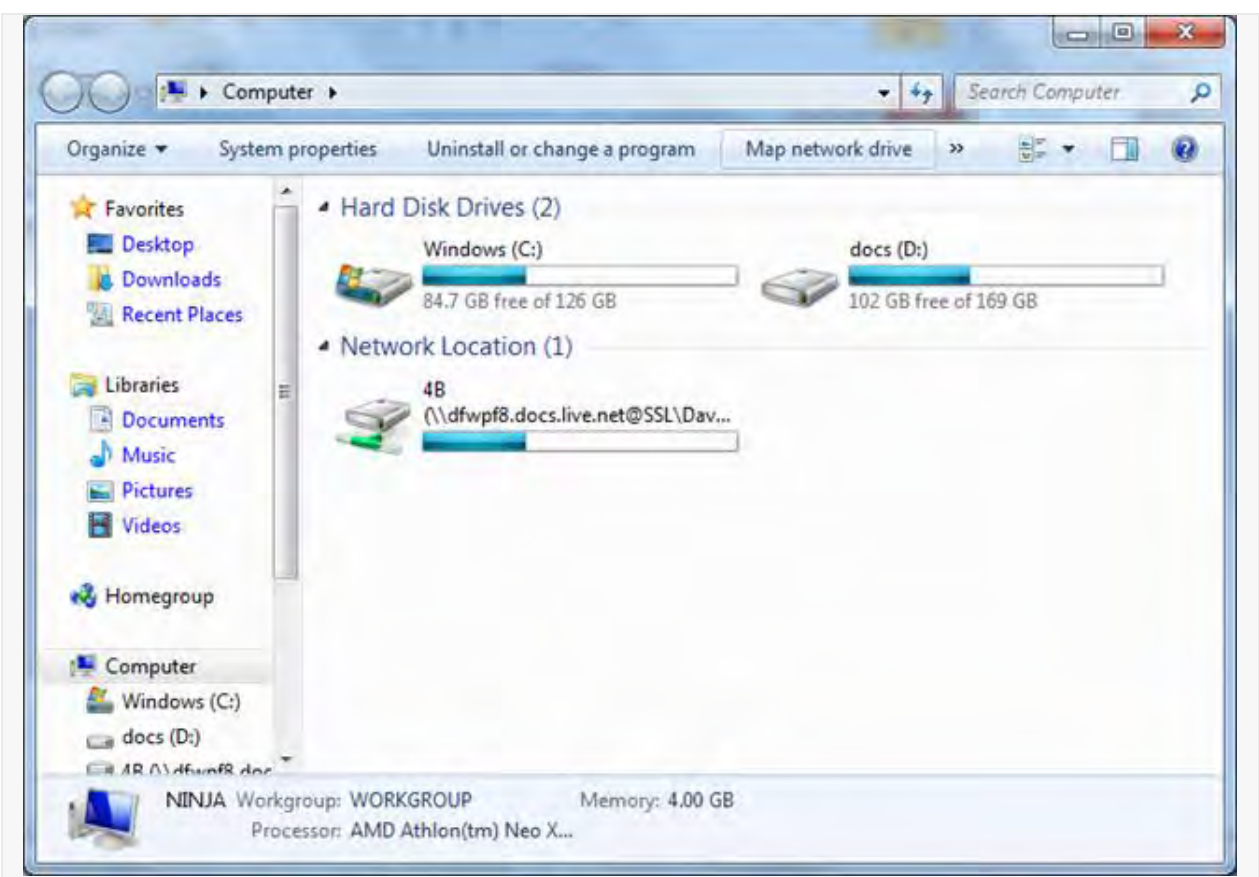 Computer
Search Computer
Organize
System properties
Uninstall or change a program
Map network drive
»
Favorites
Desktop
Downloads
Recent Places
Libraries
Documents
Music
Pictures
Videos
Homegroup
Computer
Windows (C:)
docs (D:)
4B (\\dfwpf8.doc
Hard Disk Drives (2)
Windows (C:)
84.7 GB free of 126 GB
docs (D:)
102 GB free of 169 GB
Network Location (1)
4B
(\\dfwpf8.docs.live.net@SSL\Dav...
NINJA Workgroup: WORKGROUP Memory: 4.00 GB
Processor: AMD Athlon(tm) Neo X...